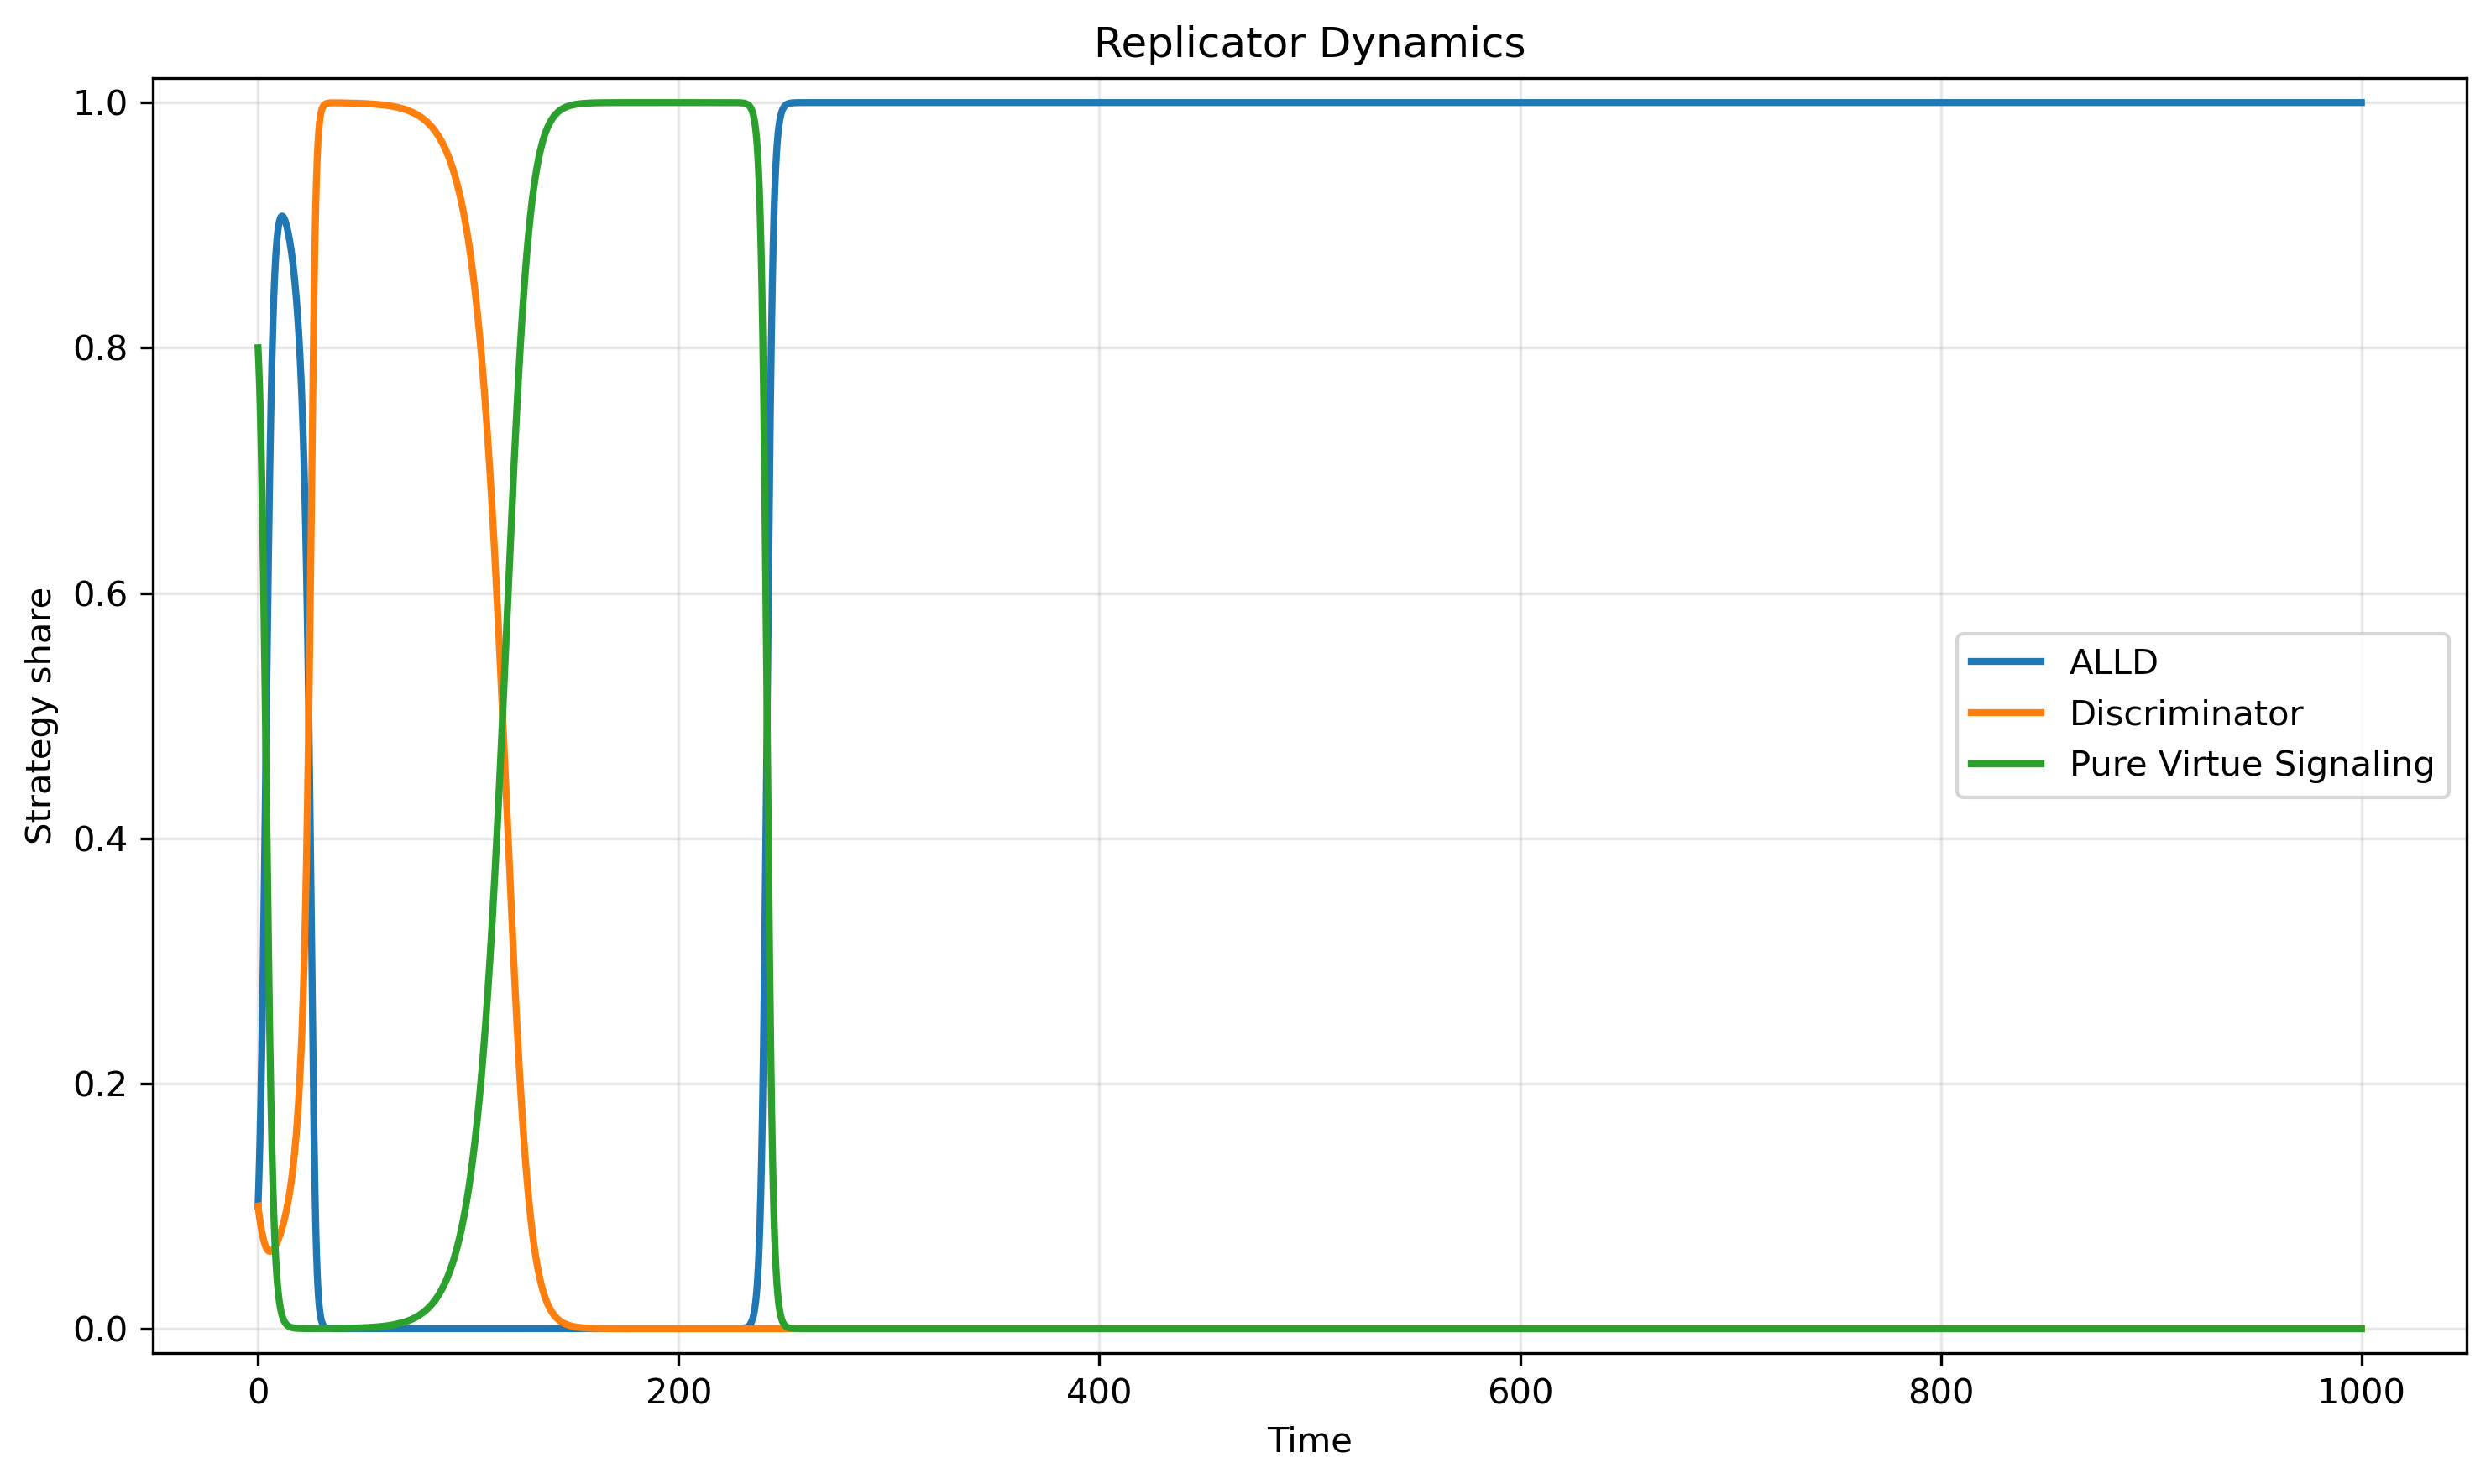 Replicator Dynamics
Strategy share
1.0
0.8
0.6
0.4
0.2
0.0
ALLD
Discriminator
Pure Virtue Signaling
0
200
400
600
800
1000
Time